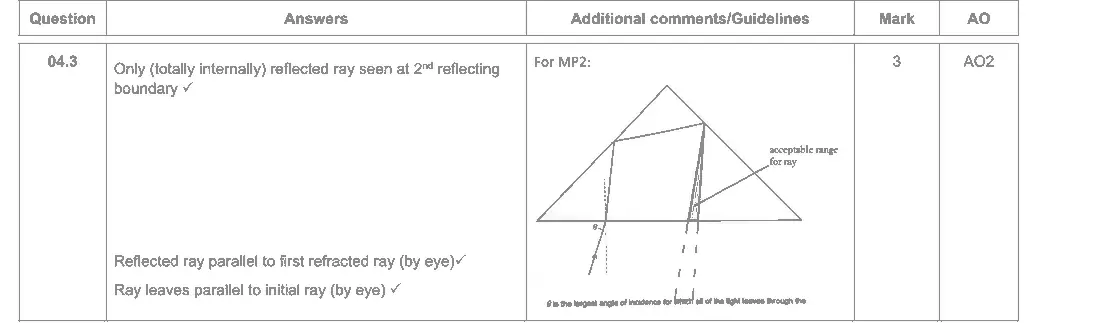 Question Answers Additional comments/Guidelines Mark AO
04.3 Only (totally internally) reflected ray seen at 2nd reflecting boundary ✓ For MP2: 3 AO2
acceptable range
for ray
θ
Reflected ray parallel to first refracted ray (by eye)✓
Ray leaves parallel to initial ray (by eye) ✓
θ is the largest angle of incidence for which all of the light leaves through the